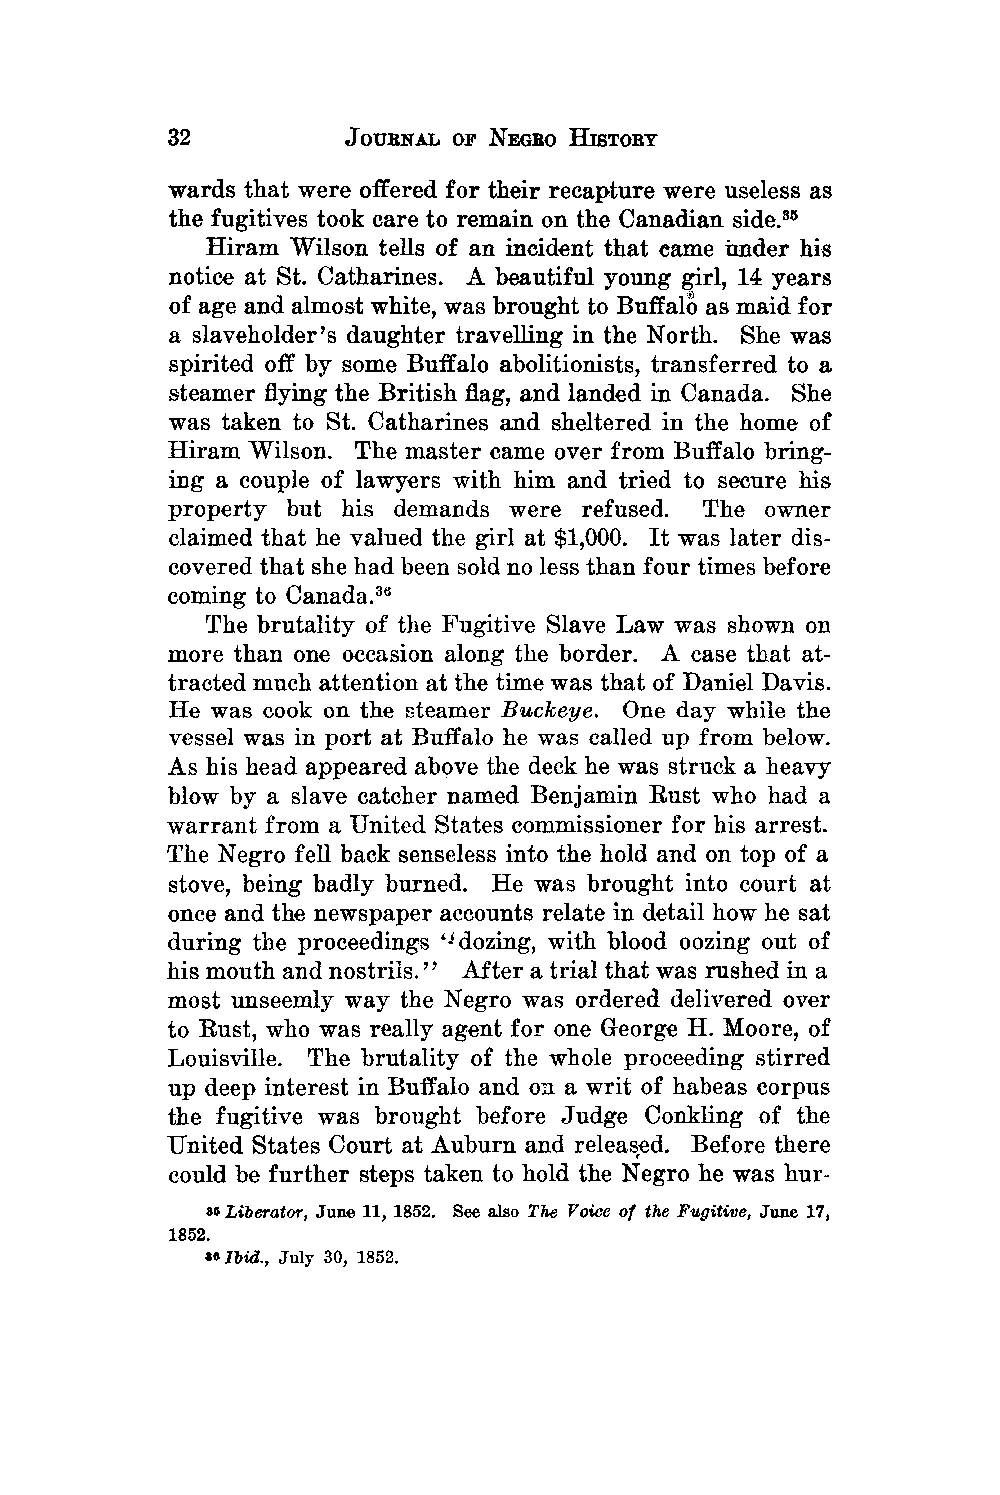 32 JOURNAL OF NEGRO HISTORY
wards that were offered for their recapture were useless as
the fugitives took care to remain on the Canadian side.³⁵
Hiram Wilson tells of an incident that came under his
notice at St. Catharines. A beautiful young girl, 14 years
of age and almost white, was brought to Buffalo as maid for
a slaveholder's daughter travelling in the North. She was
spirited off by some Buffalo abolitionists, transferred to a
steamer flying the British flag, and landed in Canada. She
was taken to St. Catharines and sheltered in the home of
Hiram Wilson. The master came over from Buffalo bring-
ing a couple of lawyers with him and tried to secure his
property but his demands were refused. The owner
claimed that he valued the girl at $1,000. It was later dis-
covered that she had been sold no less than four times before
coming to Canada.³⁶
The brutality of the Fugitive Slave Law was shown on
more than one occasion along the border. A case that at-
tracted much attention at the time was that of Daniel Davis.
He was cook on the steamer Buckeye. One day while the
vessel was in port at Buffalo he was called up from below.
As his head appeared above the deck he was struck a heavy
blow by a slave catcher named Benjamin Rust who had a
warrant from a United States commissioner for his arrest.
The Negro fell back senseless into the hold and on top of a
stove, being badly burned. He was brought into court at
once and the newspaper accounts relate in detail how he sat
during the proceedings "dozing, with blood oozing out of
his mouth and nostrils." After a trial that was rushed in a
most unseemly way the Negro was ordered delivered over
to Rust, who was really agent for one George H. Moore, of
Louisville. The brutality of the whole proceeding stirred
up deep interest in Buffalo and on a writ of habeas corpus
the fugitive was brought before Judge Conkling of the
United States Court at Auburn and released. Before there
could be further steps taken to hold the Negro he was hur-
³⁵ Liberator, June 11, 1852. See also The Voice of the Fugitive, June 17,
1852.
³⁶ Ibid., July 30, 1852.